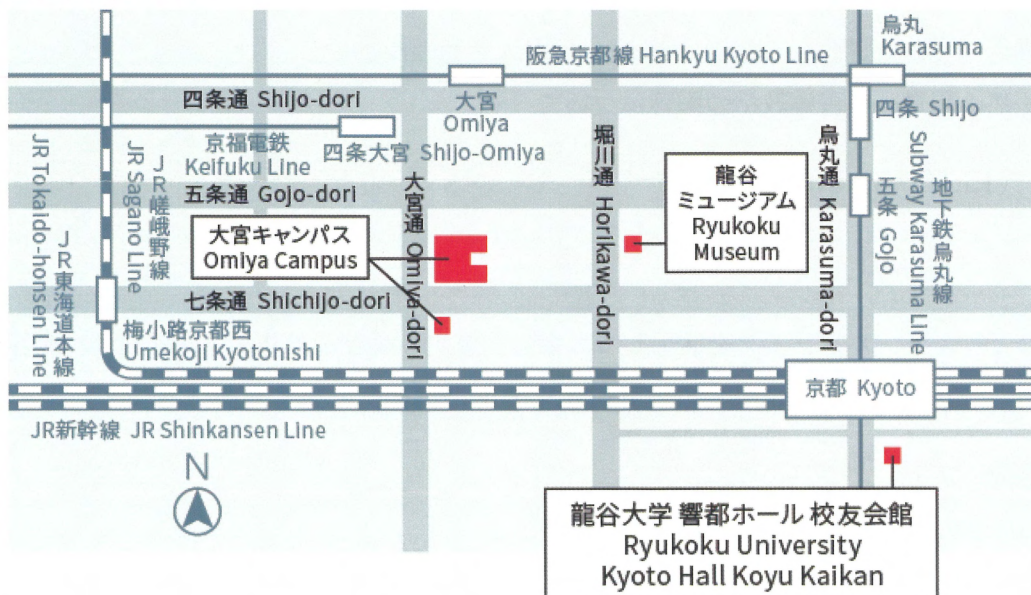 烏丸
Karasuma
阪急京都線 Hankyu Kyoto Line
四条通 Shijo-dori
大宮
Omiya
四条 Shijo
京福電鉄
Keifuku Line
四条大宮 Shijo-Omiya
JR Tokaido-honsen Line
JR東海道本線
JR Sagano Line
JR嵯峨野線
五条通 Gojo-dori
大宮通 Omiya-dori
堀川通 Horikawa-dori
龍谷
ミュージアム
Ryukoku
Museum
烏丸通 Karasuma-dori
五条 Gojo
Subway Karasuma Line
地下鉄烏丸線
大宮キャンパス
Omiya Campus
七条通 Shichijo-dori
梅小路京都西
Umekoji Kyotonishi
京都 Kyoto
JR新幹線 JR Shinkansen Line
N
龍谷大学 響都ホール 校友会館
Ryukoku University
Kyoto Hall Koyu Kaikan